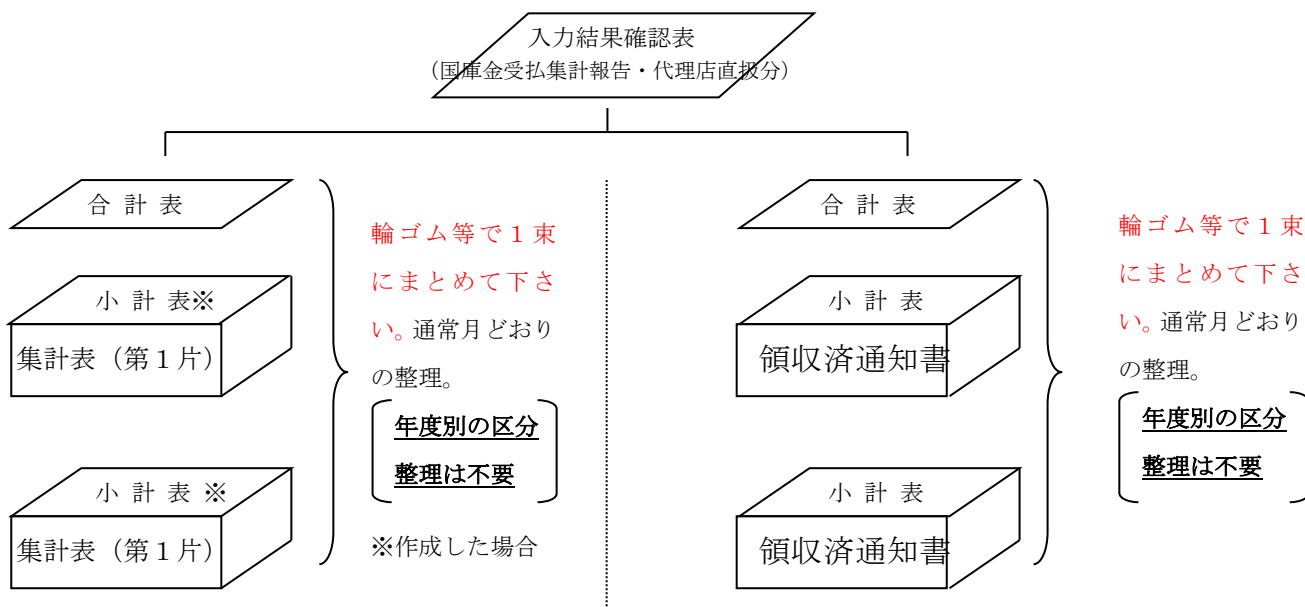 入力結果確認表
（国庫金受払集計報告・代理店直扱分）
合 計 表
小 計 表※
集計表（第１片）
小 計 表 ※
集計表（第１片）
輪ゴム等で１束
にまとめて下さ
い。通常月どおり
の整理。
年度別の区分
整理は不要
※作成した場合
合 計 表
小 計 表
領収済通知書
小 計 表
領収済通知書
輪ゴム等で１束
にまとめて下さ
い。通常月どおり
の整理。
年度別の区分
整理は不要